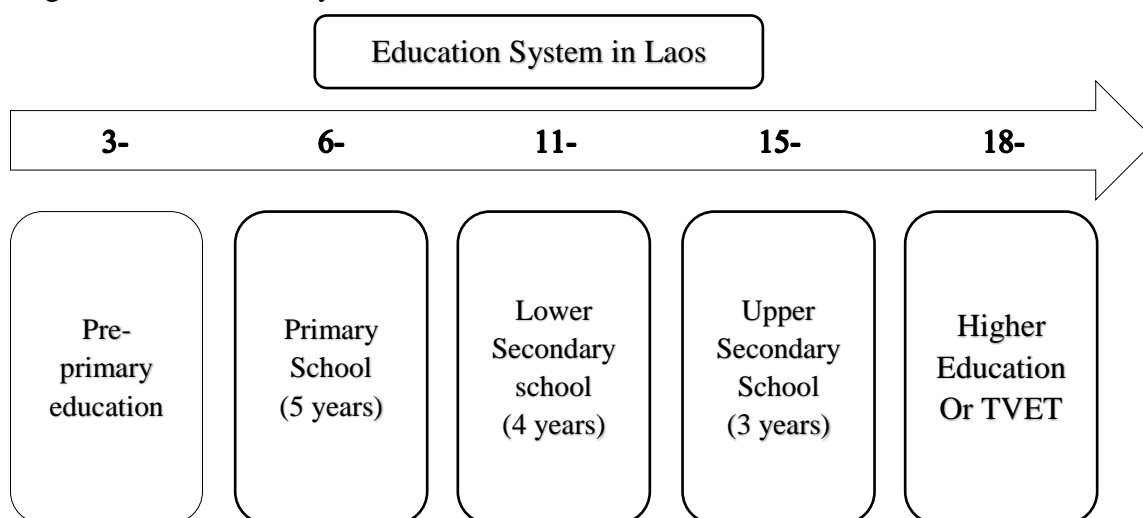 Education System in Laos
3-
6-
11-
15-
18-
Pre-
primary
education
Primary
School
(5 years)
Lower
Secondary
school
(4 years)
Upper
Secondary
School
(3 years)
Higher
Education
Or TVET